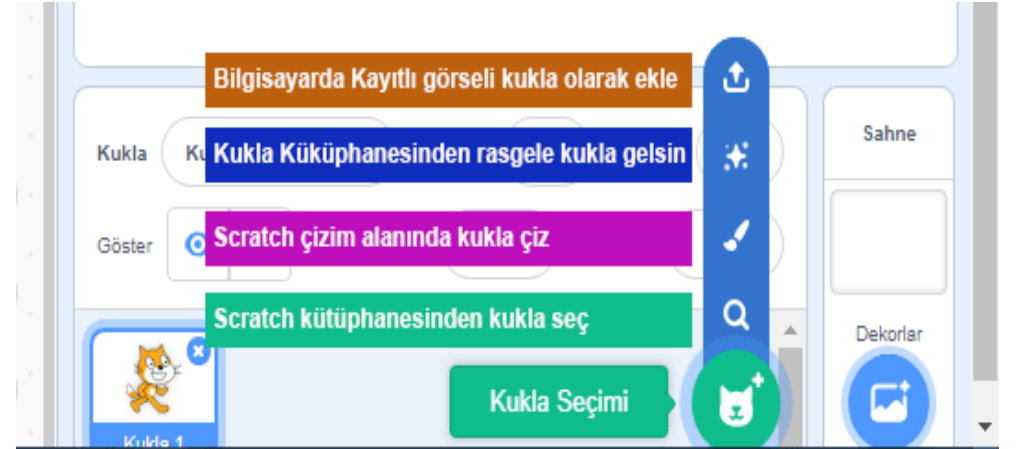 Bilgisayarda Kayıtlı görseli kukla olarak ekle
Kukla
Kukla Küküphanesinden rasgele kukla gelsin
Sahne
Göster
Scratch çizim alanında kukla çiz
Scratch kütüphanesinden kukla seç
Dekorlar
Kukla Seçimi
Kukla 1